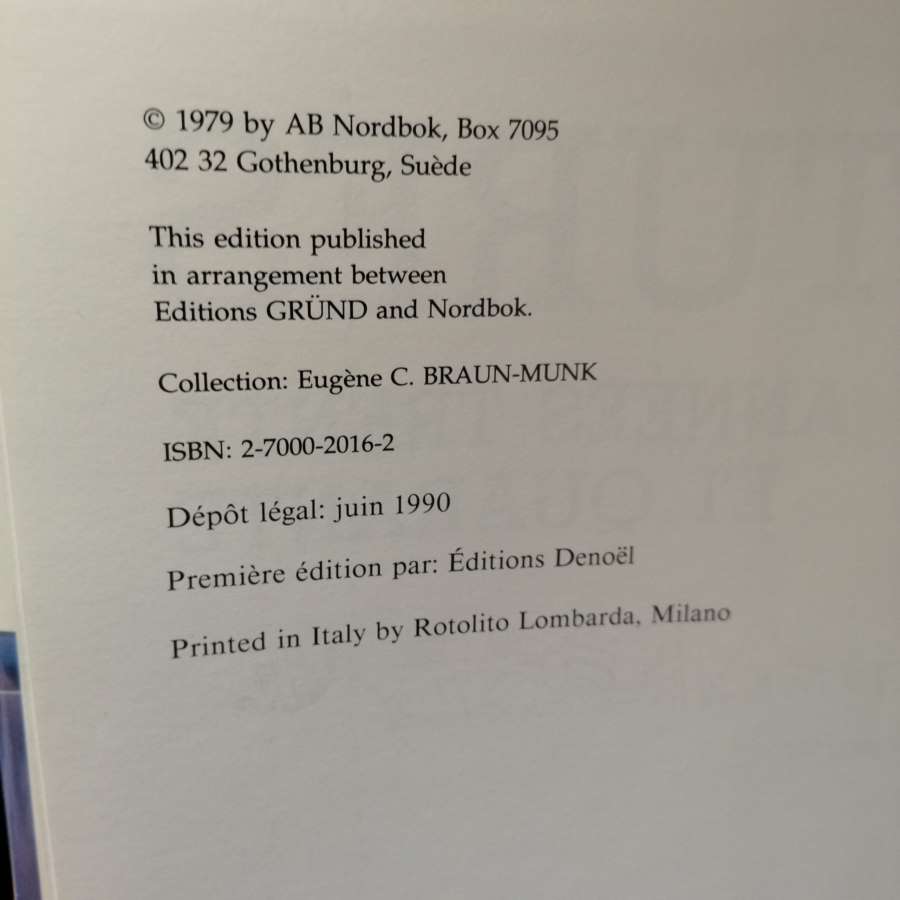 © 1979 by AB Nordbok, Box 7095
402 32 Gothenburg, Suède
This edition published
in arrangement between
Editions GRÜND and Nordbok.
Collection: Eugène C. BRAUN-MUNK
ISBN: 2-7000-2016-2
Dépôt légal: juin 1990
Première édition par: Éditions Denoël
Printed in Italy by Rotolito Lombarda, Milano